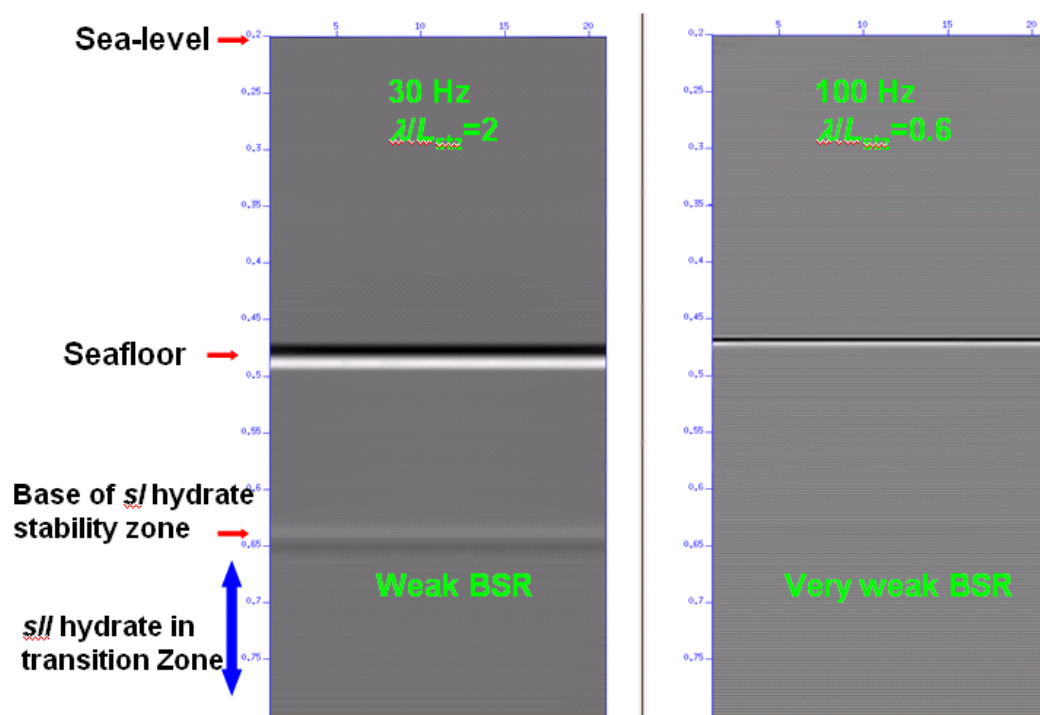 Sea-level
5 10 15 20
0.2
0.25
0.3
0.35
0.4
0.45
0.5
0.55
0.6
0.65
0.7
0.75
30 Hz
λ/L =2
Seafloor
Base of sI hydrate
stability zone
Weak BSR
sII hydrate in
transition Zone
5 10 15 20
0.2
0.25
0.3
0.35
0.4
0.45
0.5
0.55
0.6
0.65
0.7
0.75
100 Hz
λ/L =0.6
Very weak BSR